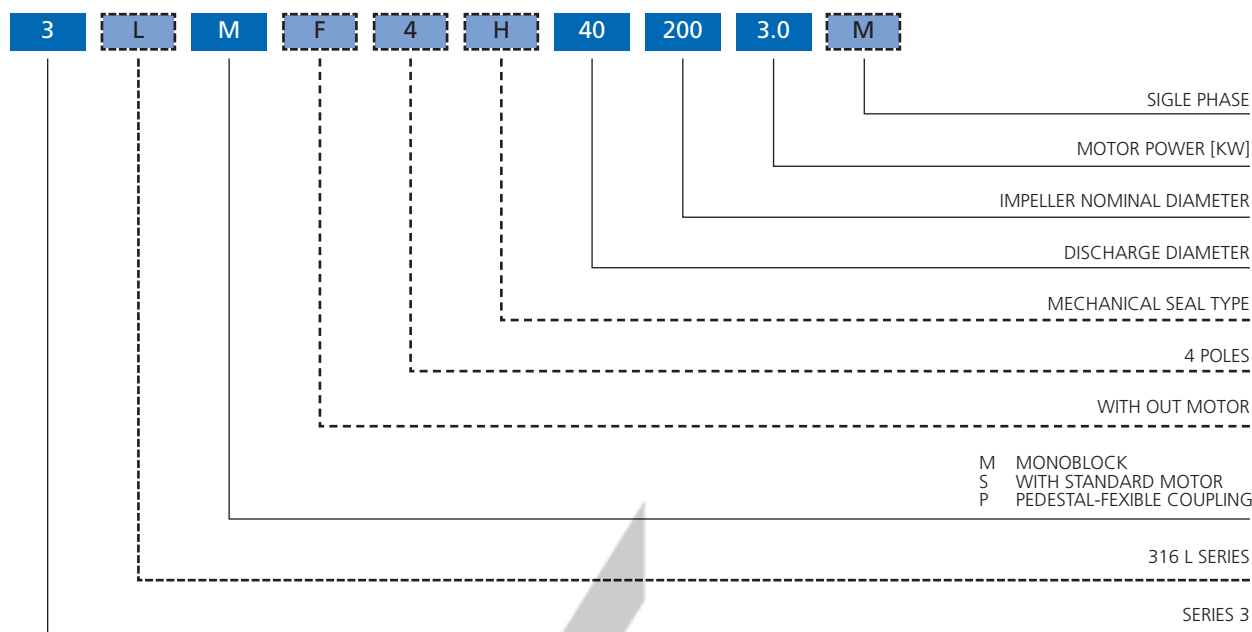 3 L M F 4 H 40 200 3.0 M
SIGLE PHASE
MOTOR POWER [KW]
IMPELLER NOMINAL DIAMETER
DISCHARGE DIAMETER
MECHANICAL SEAL TYPE
4 POLES
WITH OUT MOTOR
M MONOBLOCK
S WITH STANDARD MOTOR
P PEDESTAL-FEXIBLE COUPLING
316 L SERIES
SERIES 3